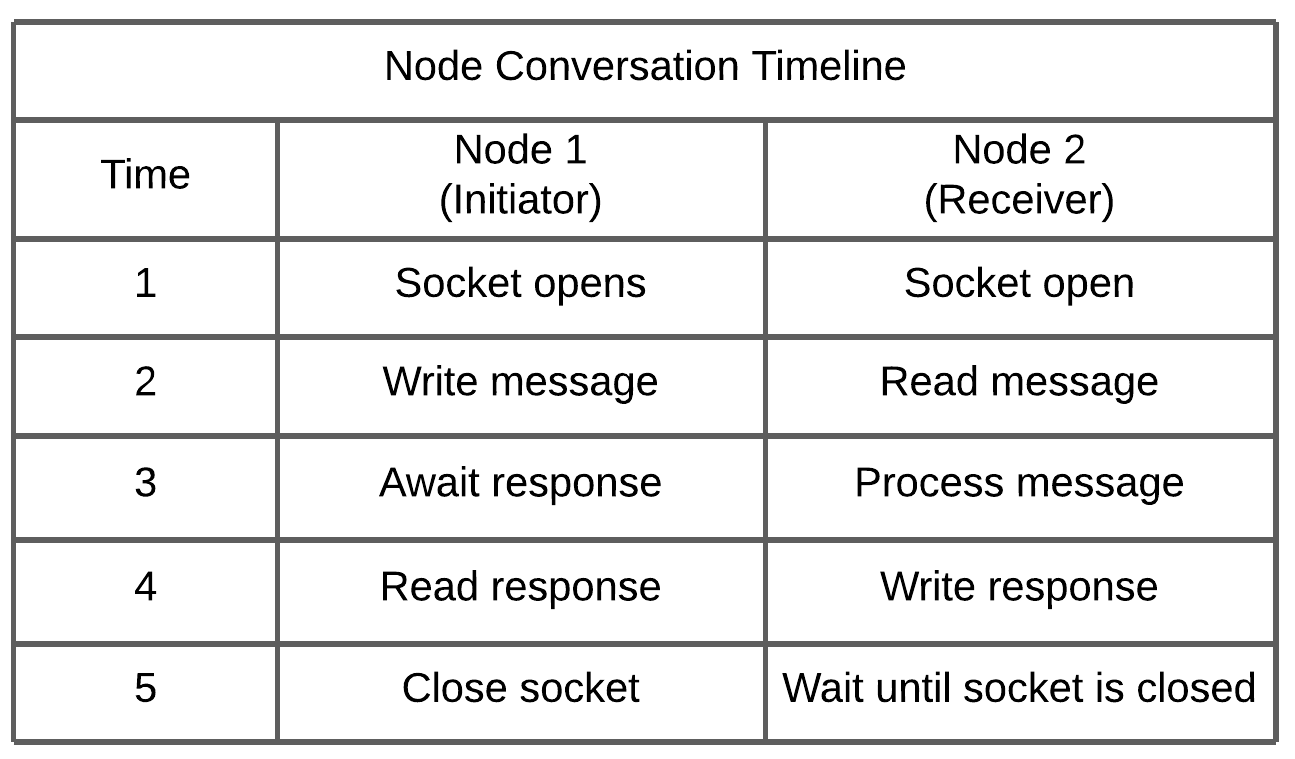 Node Conversation Timeline
Time
Node 1
(Initiator)
Node 2
(Receiver)
1
Socket opens
Socket open
2
Write message
Read message
3
Await response
Process message
4
Read response
Write response
5
Close socket
Wait until socket is closed